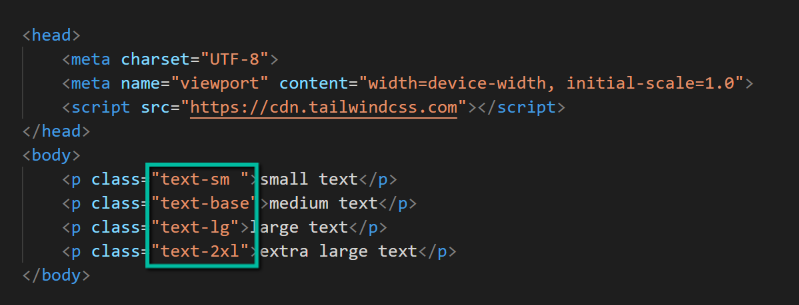 <head>
<meta charset="UTF-8">
<meta name="viewport" content="width=device-width, initial-scale=1.0">
<script src="https://cdn.tailwindcss.com"></script>
</head>
<body>
<p class="text-sm ">small text</p>
<p class="text-base">medium text</p>
<p class="text-lg">large text</p>
<p class="text-2xl">extra large text</p>
</body>